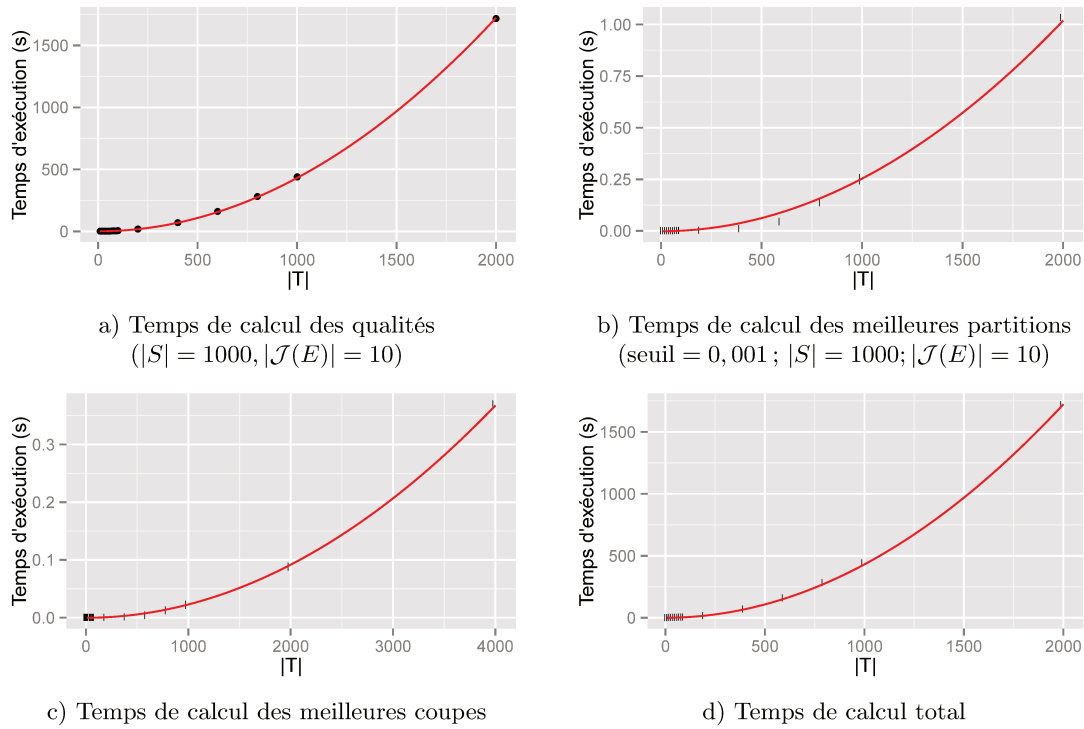 Temps d'exécution (s)
1500
1000
500
0
0 500 1000 1500 2000
|T|
a) Temps de calcul des qualités
(|S| = 1000, |𝒥(E)| = 10)
Temps d'exécution (s)
1.00
0.75
0.50
0.25
0.00
0 500 1000 1500 2000
|T|
b) Temps de calcul des meilleures partitions
(seuil = 0, 001 ; |S| = 1000; |𝒥(E)| = 10)
Temps d'exécution (s)
0.3
0.2
0.1
0.0
0 1000 2000 3000 4000
|T|
c) Temps de calcul des meilleures coupes
Temps d'exécution (s)
1500
1000
500
0
0 500 1000 1500 2000
|T|
d) Temps de calcul total